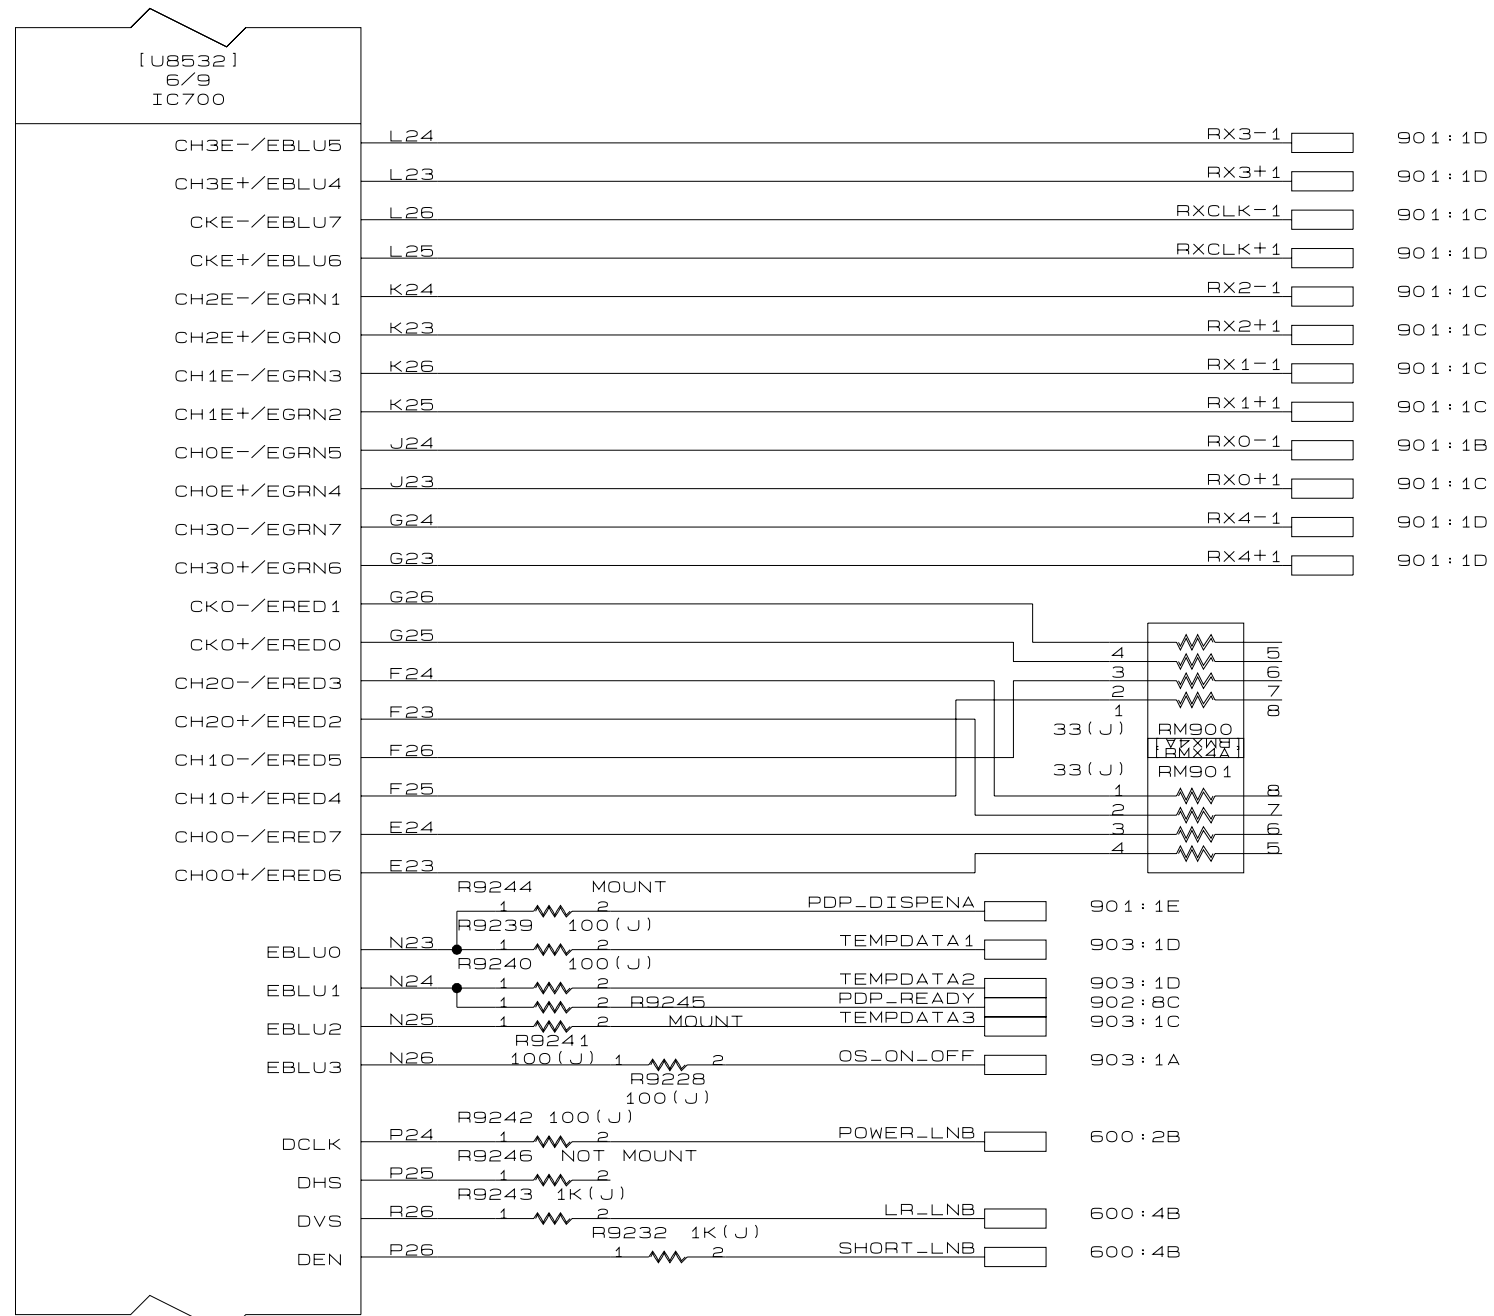 [U8532]
6/9
IC700
CH3E-/EBLU5 L24 RX3-1 901:1D
CH3E+/EBLU4 L23 RX3+1 901:1D
CKE-/EBLU7 L26 RXCLK-1 901:1C
CKE+/EBLU6 L25 RXCLK+1 901:1D
CH2E-/EGRN1 K24 RX2-1 901:1C
CH2E+/EGRN0 K23 RX2+1 901:1C
CH1E-/EGRN3 K26 RX1-1 901:1C
CH1E+/EGRN2 K25 RX1+1 901:1C
CH0E-/EGRN5 J24 RX0-1 901:1B
CH0E+/EGRN4 J23 RX0+1 901:1C
CH3O-/EGRN7 G24 RX4-1 901:1D
CH3O+/EGRN6 G23 RX4+1 901:1D
CKO-/ERED1 G26
CKO+/ERED0 G25 4 5
CH2O-/ERED3 F24 3 6
2 7
1 8
CH2O+/ERED2 F23
33(J) RM900
CH1O-/ERED5 F26 [RMX4A]
[RMX4A]
33(J) RM901
CH1O+/ERED4 F25 1 8
2 7
CH0O-/ERED7 E24 3 6
4 5
CH0O+/ERED6 E23
R9244 MOUNT
1 2 PDP_DISPENA 901:1E
R9239 100(J)
EBLU0 N23 1 2 TEMPDATA1 903:1D
R9240 100(J)
EBLU1 N24 1 2 TEMPDATA2 903:1D
1 2 R9245 PDP_READY 902:8C
EBLU2 N25 1 2 MOUNT TEMPDATA3 903:1C
R9241
100(J)
EBLU3 N26 1 2 OS_ON_OFF 903:1A
R9228
100(J)
R9242 100(J)
DCLK P24 1 2 POWER_LNB 600:2B
R9246 NOT MOUNT
DHS P25 1 2
R9243 1K(J)
DVS R26 1 2 LR_LNB 600:4B
R9232 1K(J)
DEN P26 1 2 SHORT_LNB 600:4B